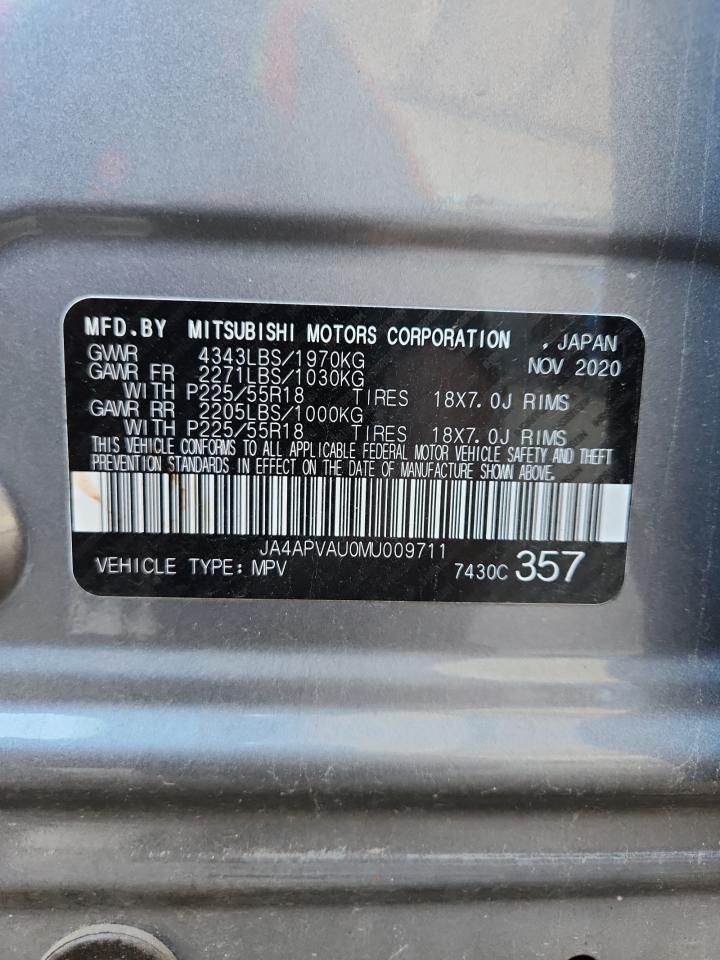 MFD.BY MITSUBISHI MOTORS CORPORATION , JAPAN
GVWR 4343LBS/1970KG NOV 2020
GAWR FR 2271LBS/1030KG
WITH P225/55R18 TIRES 18X7.0J RIMS
GAWR RR 2205LBS/1000KG
WITH P225/55R18 TIRES 18X7.0J RIMS
THIS VEHICLE CONFORMS TO ALL APPLICABLE FEDERAL MOTOR VEHICLE SAFETY AND THEFT
PREVENTION STANDARDS IN EFFECT ON THE DATE OF MANUFACTURE SHOWN ABOVE.
JA4APVAU0MU009711
VEHICLE TYPE: MPV 7430C 357